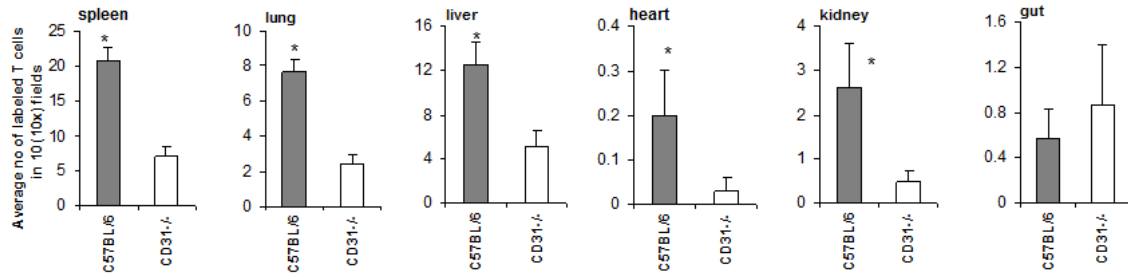 spleen
lung
liver
heart
kidney
gut
Average no of labeled T cells
in 10 (10x) fields
25
20
15
10
5
0
*
C57BL/6
CD31-/-
10
8
6
4
2
0
*
C57BL/6
CD31-/-
16
12
8
4
0
*
C57BL/6
CD31-/-
0.4
0.3
0.2
0.1
0
*
C57BL/6
CD31-/-
4
3
2
1
0
*
C57BL/6
CD31-/-
1.6
1.2
0.8
0.4
0
C57BL/6
CD31-/-